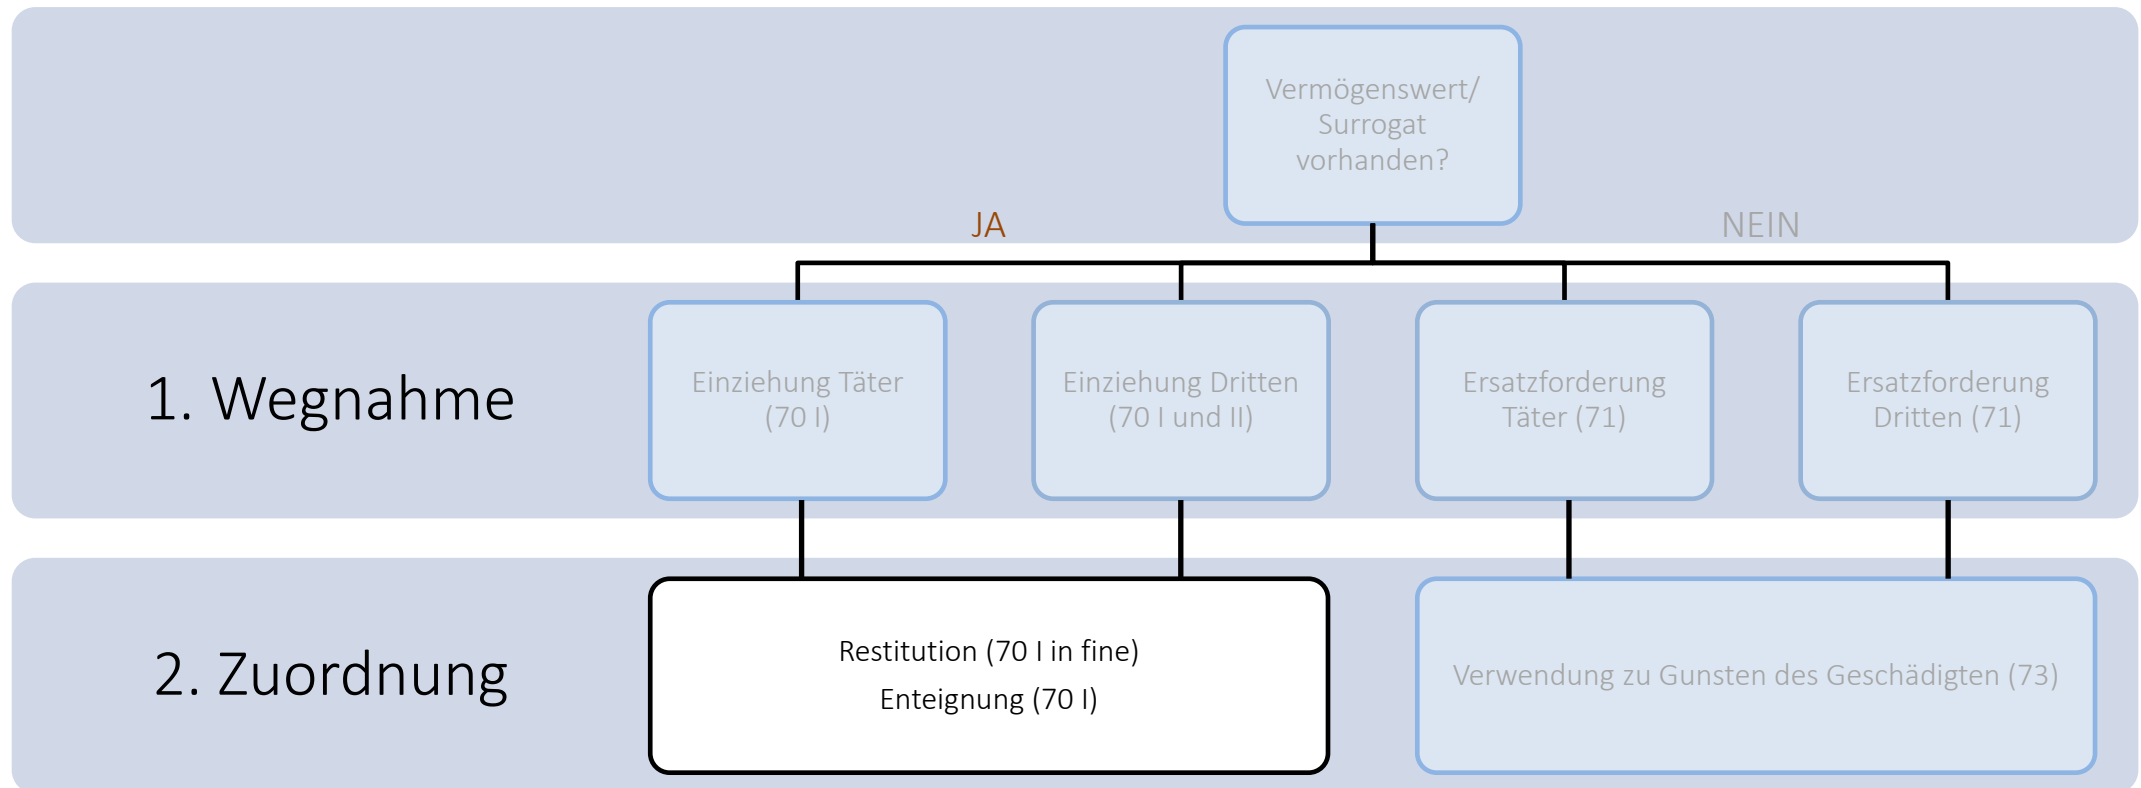 Vermögenswert/
Surrogat
vorhanden?
JA
NEIN
1. Wegnahme
Einziehung Täter
(70 I)
Einziehung Dritten
(70 I und II)
Ersatzforderung
Täter (71)
Ersatzforderung
Dritten (71)
2. Zuordnung
Restitution (70 I in fine)
Enteignung (70 I)
Verwendung zu Gunsten des Geschädigten (73)